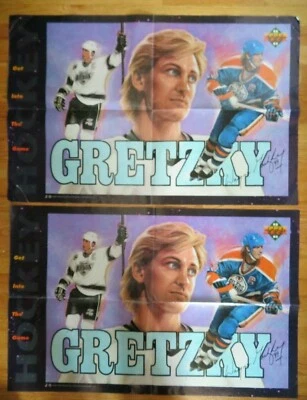 HOCKEY
Get
Into
The
Game
GRETZKY
HOCKEY
Get
Into
The
Game
GRETZKY